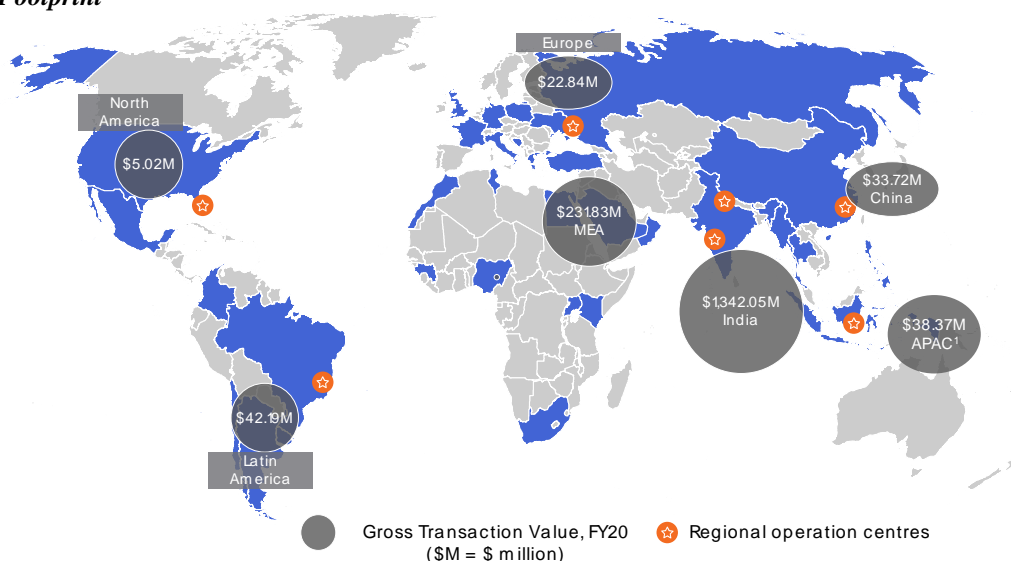 Footprint
Europe
$22.84M
North
America
$5.02M
$33.72M
China
$231.83M
MEA
$1,342.05M
India
$38.37M
APAC¹
$42.19M
Latin
America
Gross Transaction Value, FY20
($M = $ million)
Regional operation centres